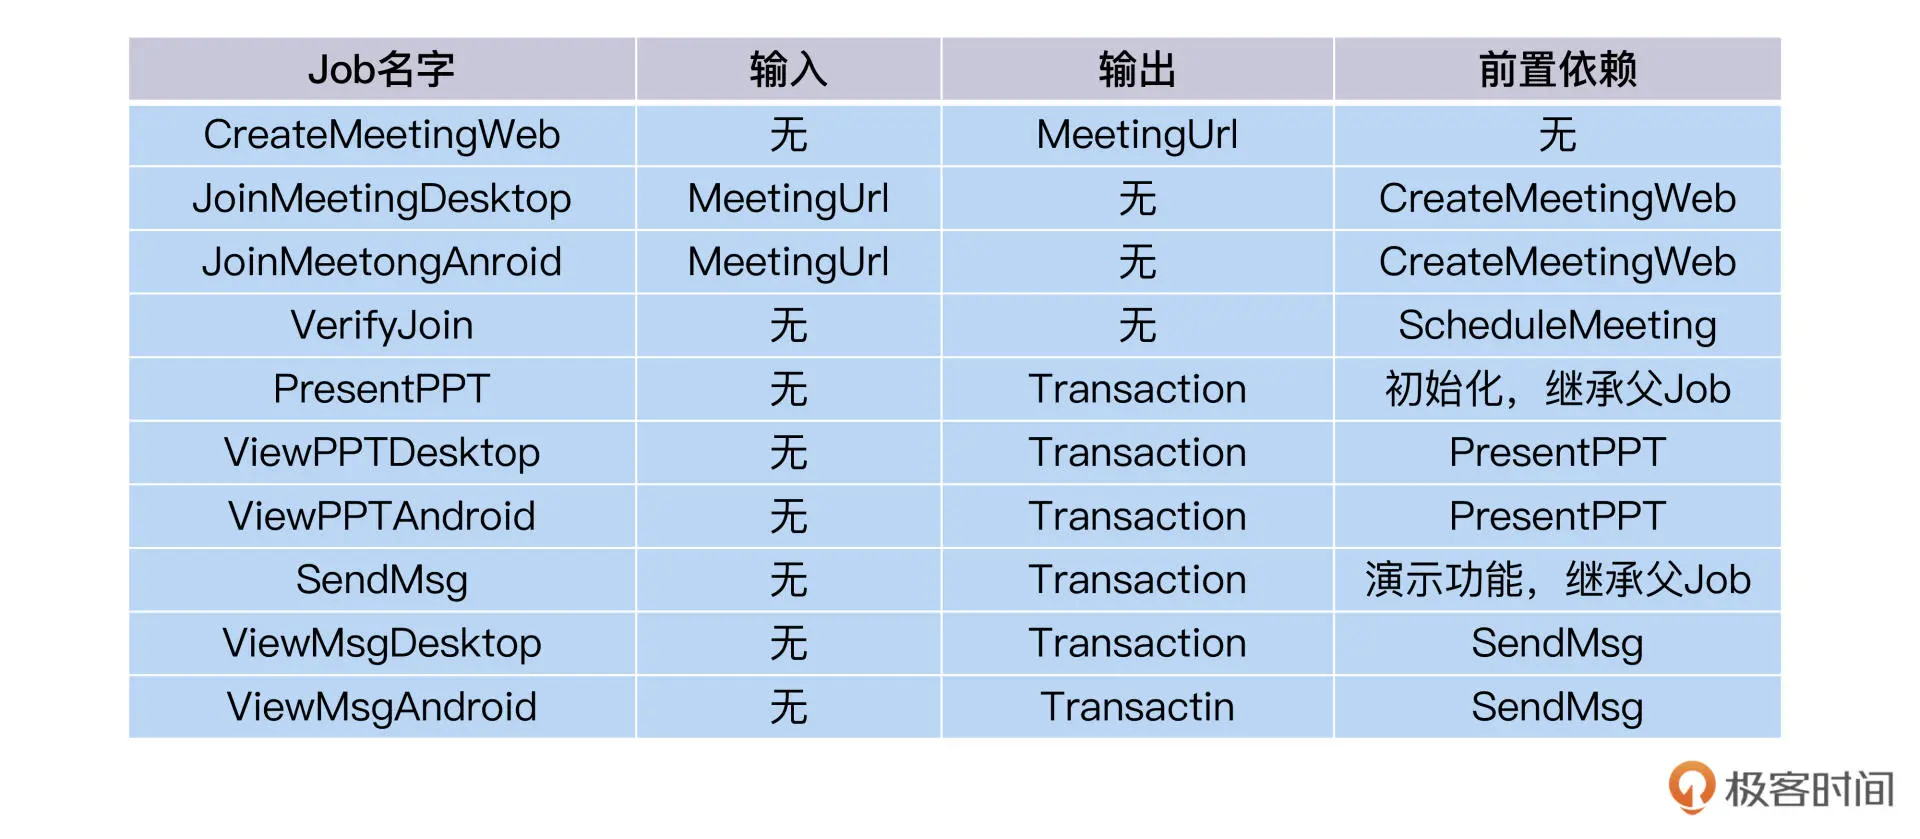 Job名字 输入 输出 前置依赖
CreateMeetingWeb 无 MeetingUrl 无
JoinMeetingDesktop MeetingUrl 无 CreateMeetingWeb
JoinMeetongAnroid MeetingUrl 无 CreateMeetingWeb
VerifyJoin 无 无 ScheduleMeeting
PresentPPT 无 Transaction 初始化，继承父Job
ViewPPTDesktop 无 Transaction PresentPPT
ViewPPTAndroid 无 Transaction PresentPPT
SendMsg 无 Transaction 演示功能，继承父Job
ViewMsgDesktop 无 Transaction SendMsg
ViewMsgAndroid 无 Transactin SendMsg
极客时间